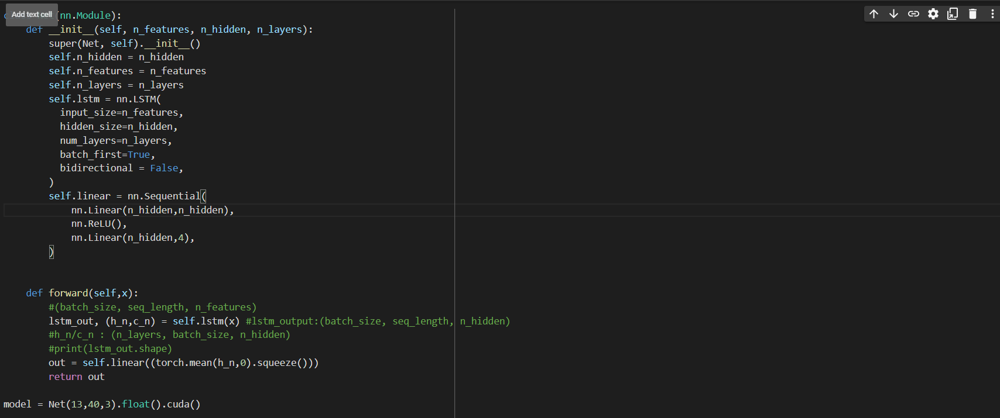 Add text cell
(nn.Module):
def __init__(self, n_features, n_hidden, n_layers):
super(Net, self).__init__()
self.n_hidden = n_hidden
self.n_features = n_features
self.n_layers = n_layers
self.lstm = nn.LSTM(
input_size=n_features,
hidden_size=n_hidden,
num_layers=n_layers,
batch_first=True,
bidirectional = False,
)
self.linear = nn.Sequential(
nn.Linear(n_hidden,n_hidden),
nn.ReLU(),
nn.Linear(n_hidden,4),
)
def forward(self,x):
#(batch_size, seq_length, n_features)
lstm_out, (h_n,c_n) = self.lstm(x) #lstm_output:(batch_size, seq_length, n_hidden)
#h_n/c_n : (n_layers, batch_size, n_hidden)
#print(lstm_out.shape)
out = self.linear((torch.mean(h_n,0).squeeze()))
return out
model = Net(13,40,3).float().cuda()